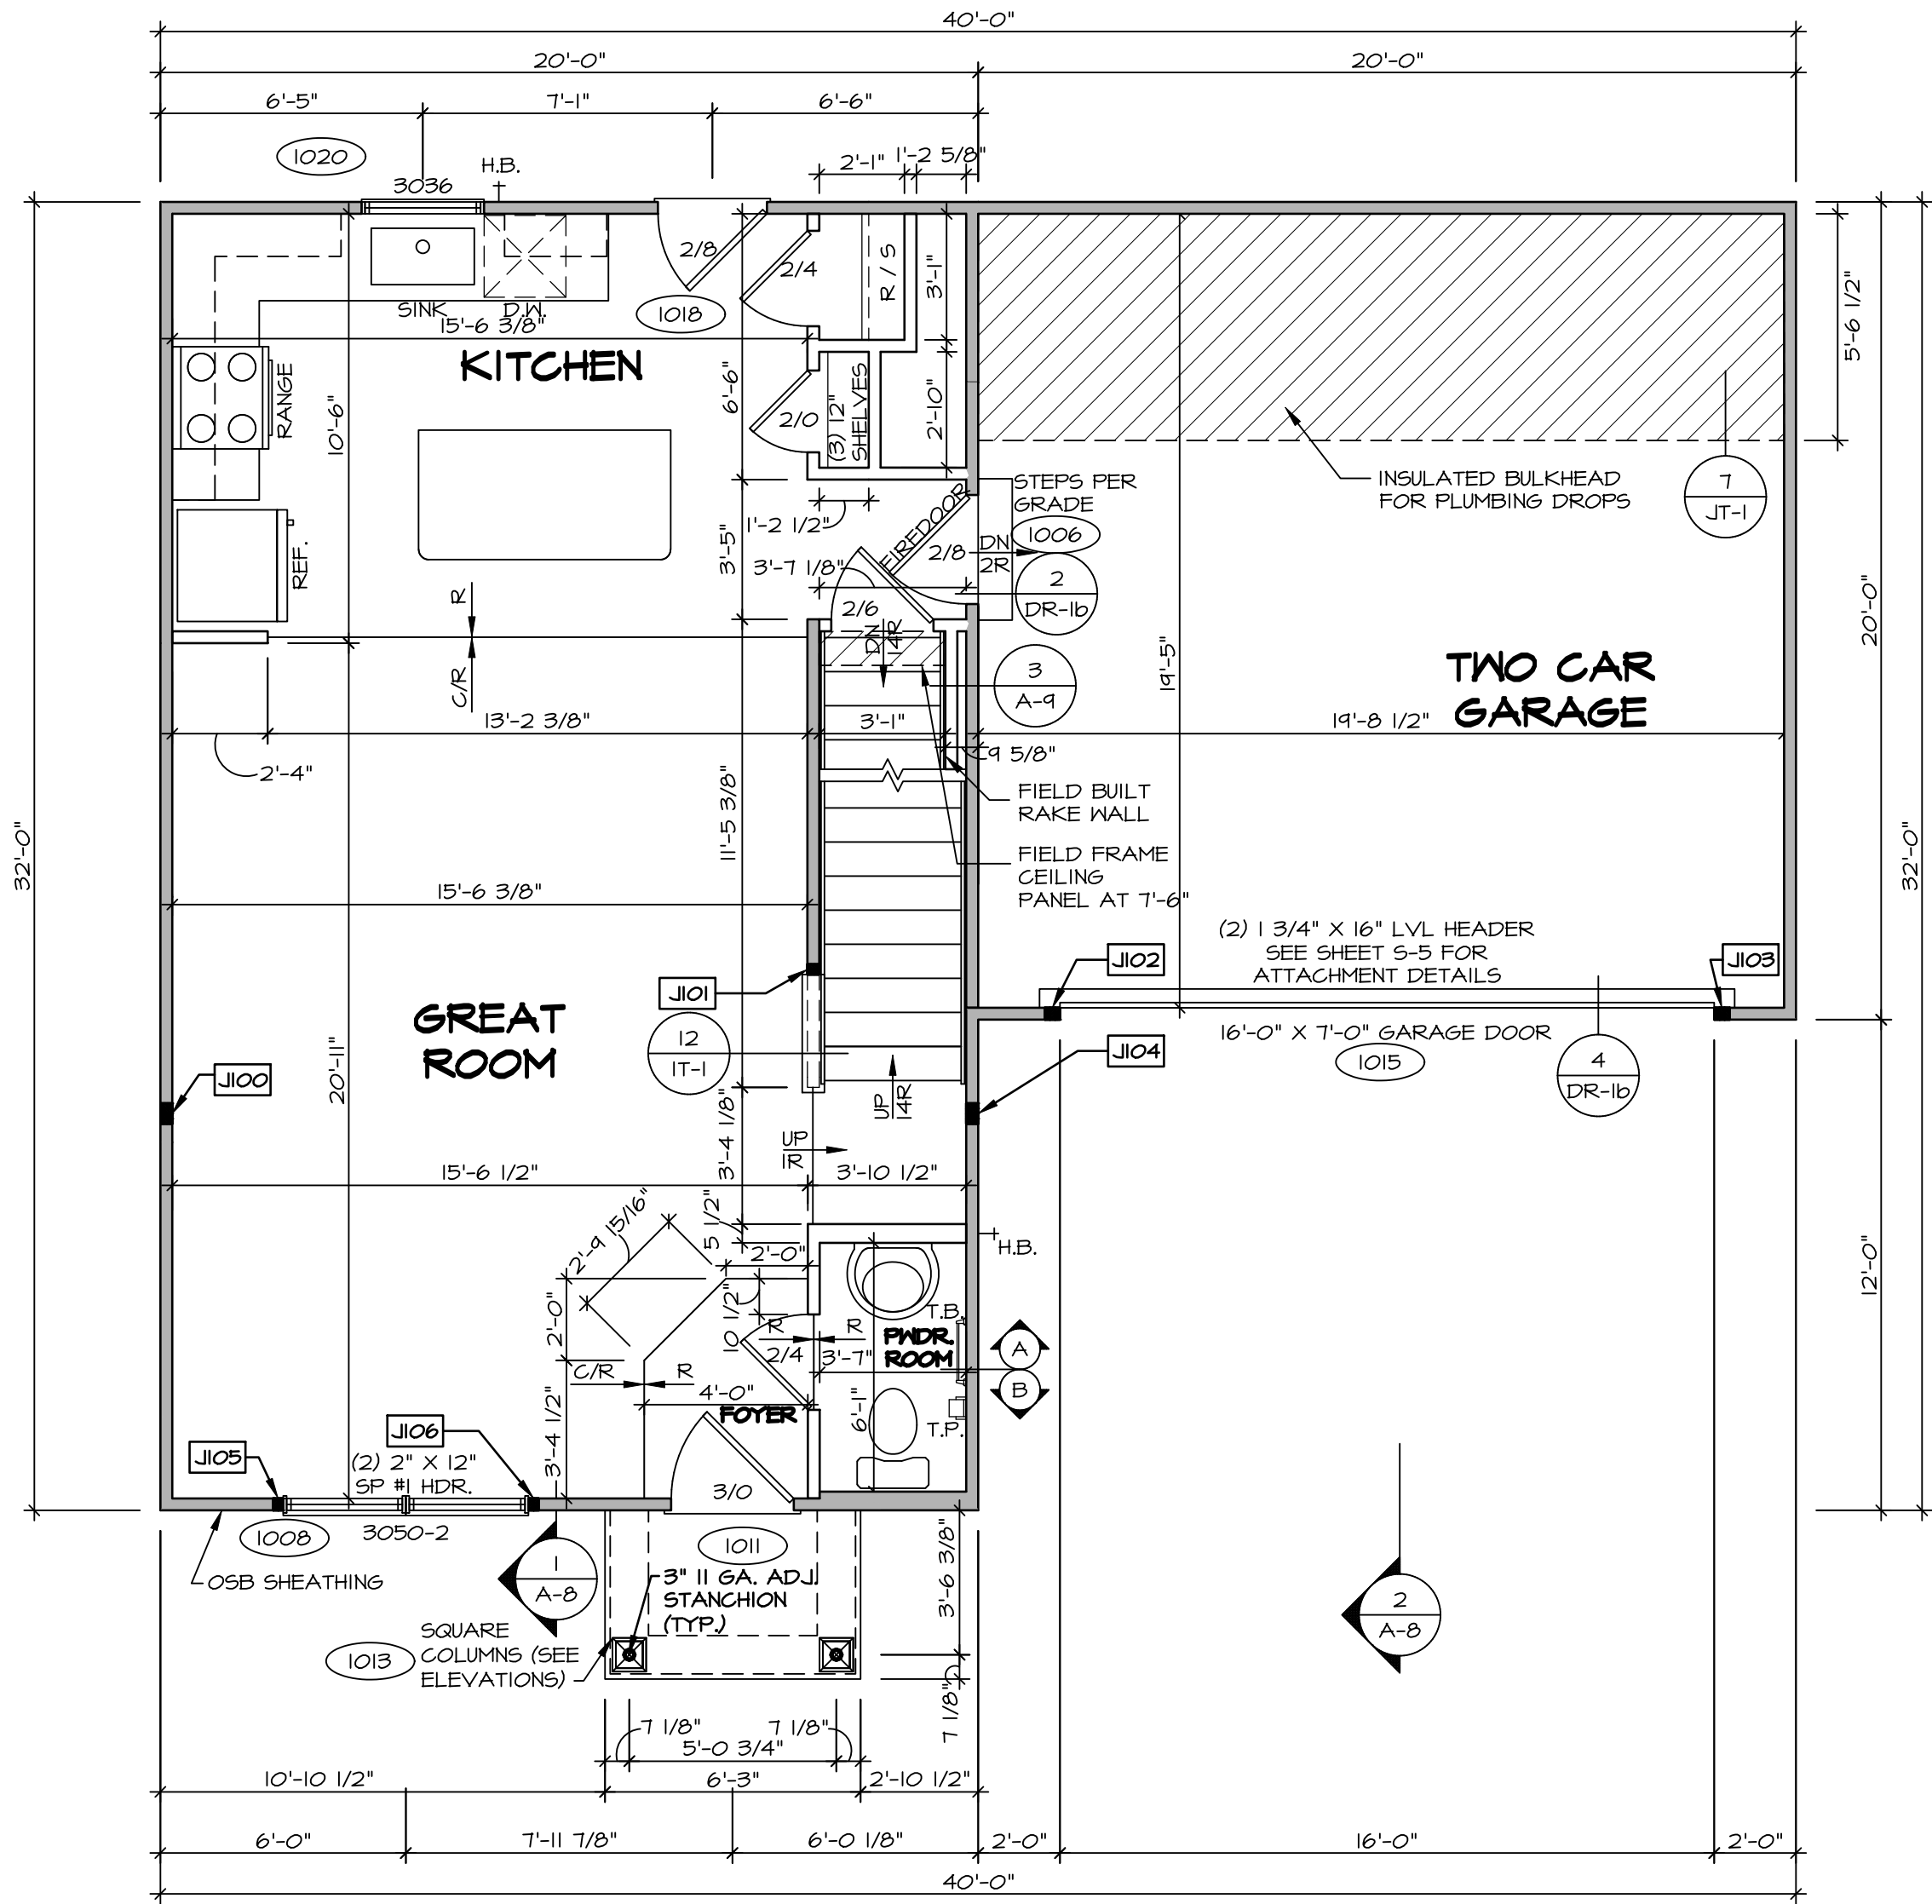 40'-0"
20'-0" 20'-0"
6'-5" 7'-1" 6'-6"
1020
H.B.
2'-1" 1'-2 5/8"
3036
2/8
2/4
R / S
3'-1"
5'-6 1/2"
SINK D.W.
1018
15'-6 3/8"
KITCHEN
RANGE
10'-6"
6'-6"
2/0
(3) 12"
SHELVES
2'-10"
INSULATED BULKHEAD
FOR PLUMBING DROPS
7
JT-1
STEPS PER
GRADE
1006
1'-2 1/2"
FIREDOOR
2/8
DN
2R
2
DR-1b
3'-5"
3'-7 1/8"
REF.
R
C/R
2/6
DN
14R
3
A-9
20'-0"
19'-5"
TWO CAR
GARAGE
13'-2 3/8"
3'-1"
19'-8 1/2"
2'-4"
9 5/8"
FIELD BUILT
RAKE WALL
11'-5 3/8"
FIELD FRAME
CEILING
PANEL AT 7'-6"
32'-0"
32'-0"
15'-6 3/8"
(2) 1 3/4" X 16" LVL HEADER
SEE SHEET S-5 FOR
ATTACHMENT DETAILS
J102
J103
J101
GREAT
ROOM
12
IT-1
16'-0" X 7'-0" GARAGE DOOR
1015
4
DR-1b
J104
J100
20'-11"
UP
14R
3'-4 1/8"
UP
1R
15'-6 1/2"
3'-10 1/2"
2'-9 15/16"
5 1/2"
2'-0"
H.B.
12'-0"
2'-0"
10 1/2"
T.B.
R R
PWDR.
ROOM
2/4
3'-7"
A
B
C/R R
4'-0"
FOYER
6'-1"
T.P.
3'-4 1/2"
J106
J105
(2) 2" X 12"
SP #1 HDR.
3/0
1008
3050-2
1011
OSB SHEATHING
1
A-8
3" 11 GA. ADJ.
STANCHION
(TYP.)
3'-6 3/8"
2
A-8
SQUARE
COLUMNS (SEE
ELEVATIONS)
1013
7 1/8"
7 1/8" 7 1/8"
5'-0 3/4"
10'-10 1/2" 6'-3" 2'-10 1/2"
6'-0" 7'-11 7/8" 6'-0 1/8" 2'-0" 16'-0" 2'-0"
40'-0"